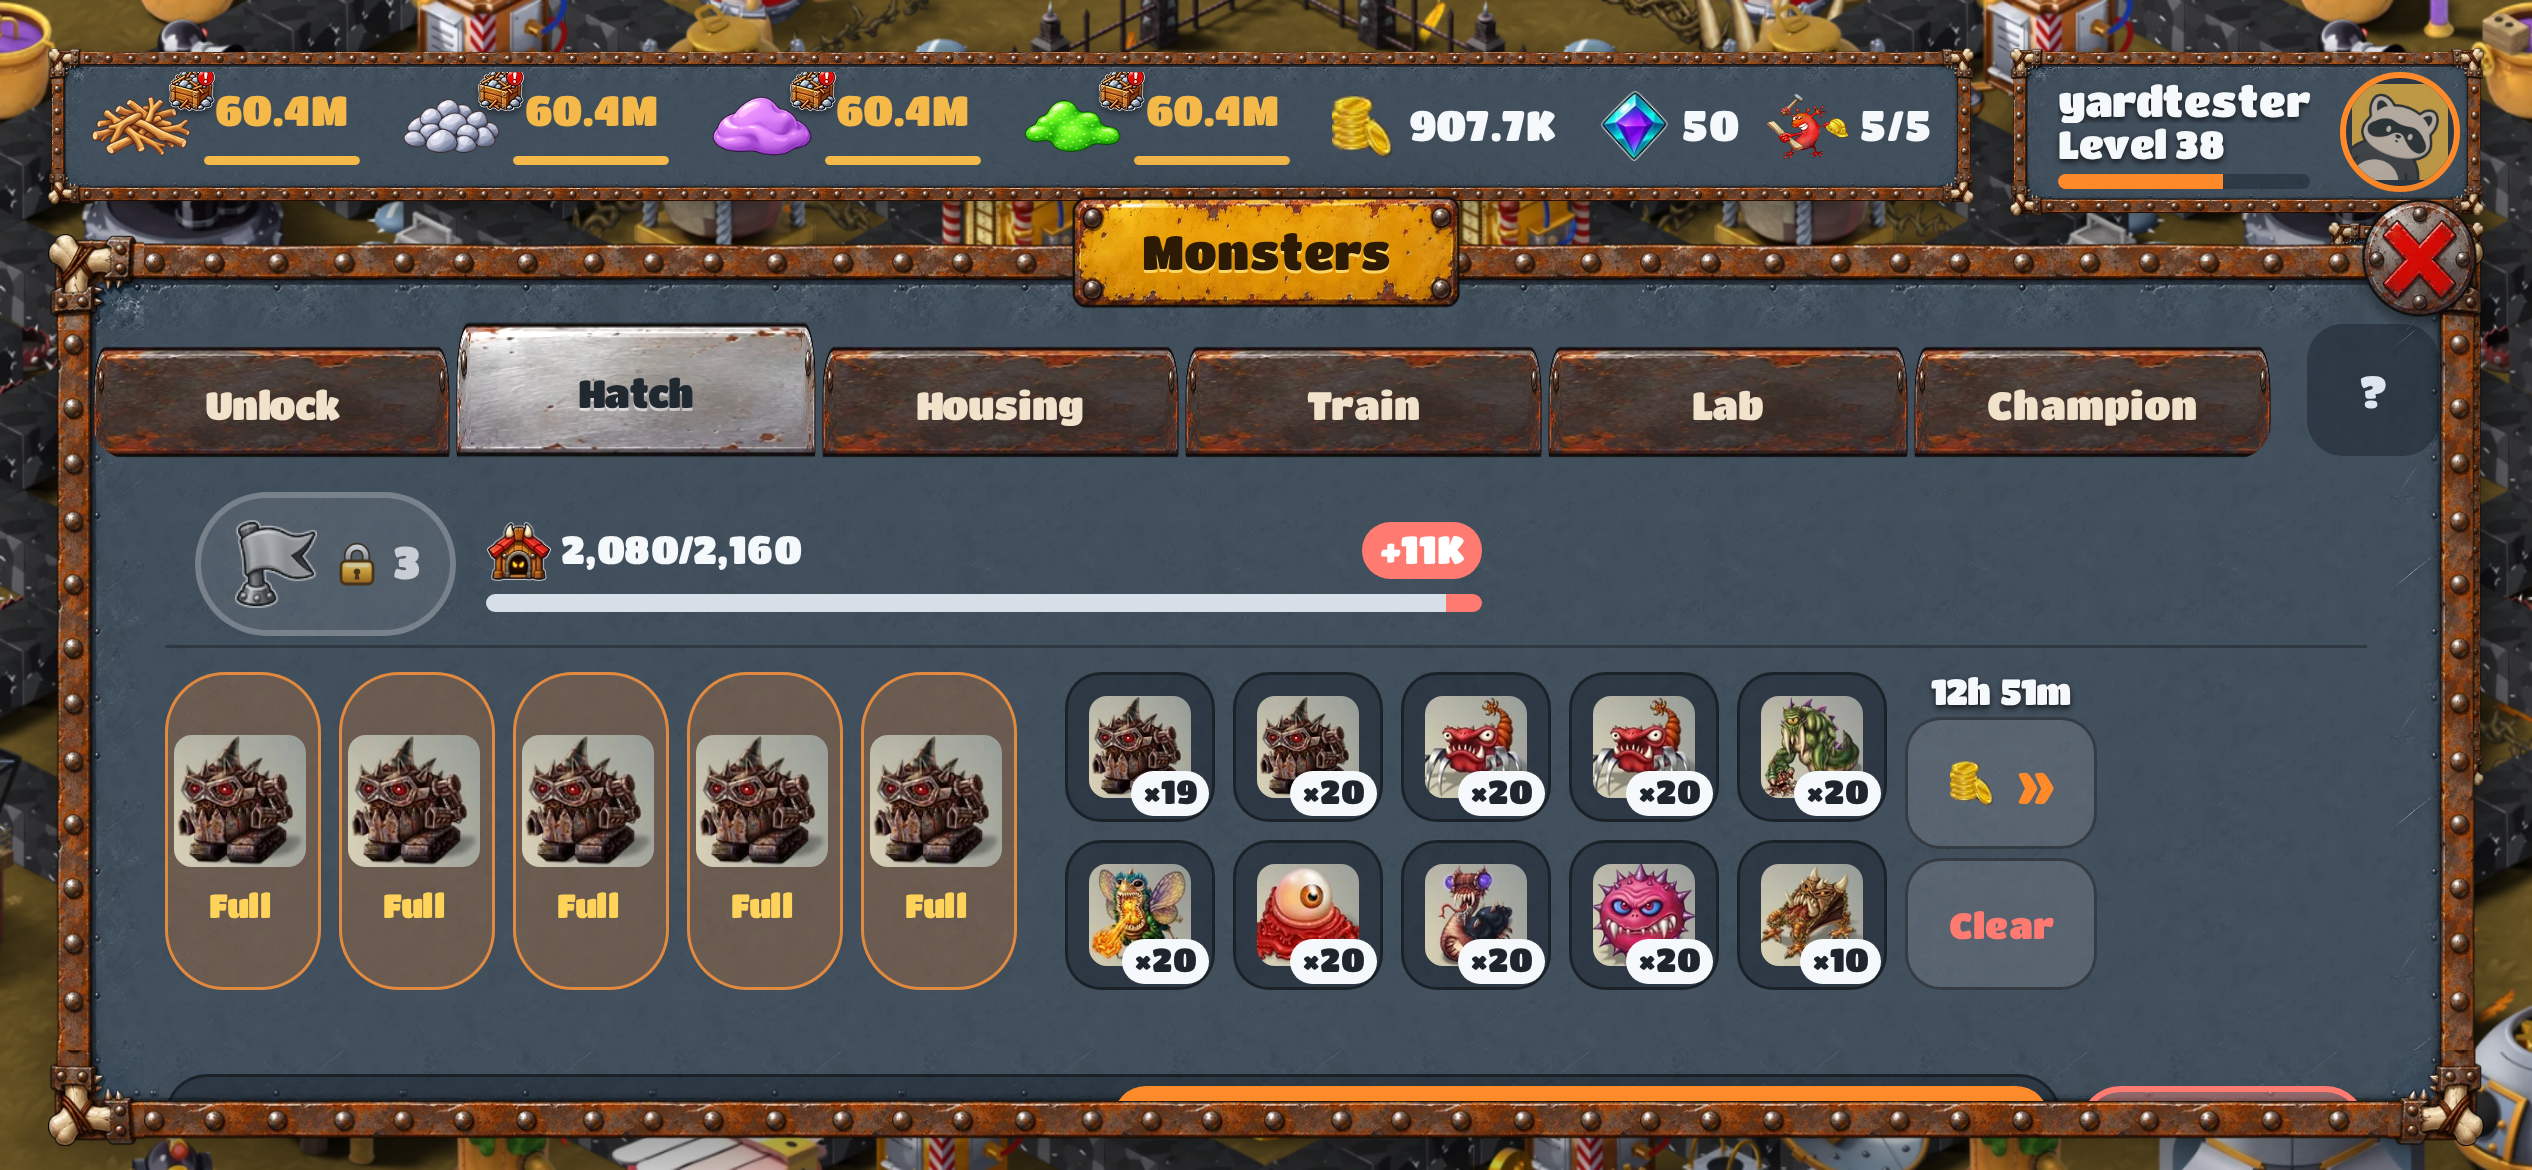 60.4M
60.4M
60.4M
60.4M
907.7K
50
5/5
yardtester
Level 38
Monsters
Unlock
Hatch
Housing
Train
Lab
Champion
?
3
2,080/2,160
+11K
12h 51m
×19
×20
×20
×20
×20
Full
Full
Full
Full
Full
×20
×20
×20
×20
×10
Clear